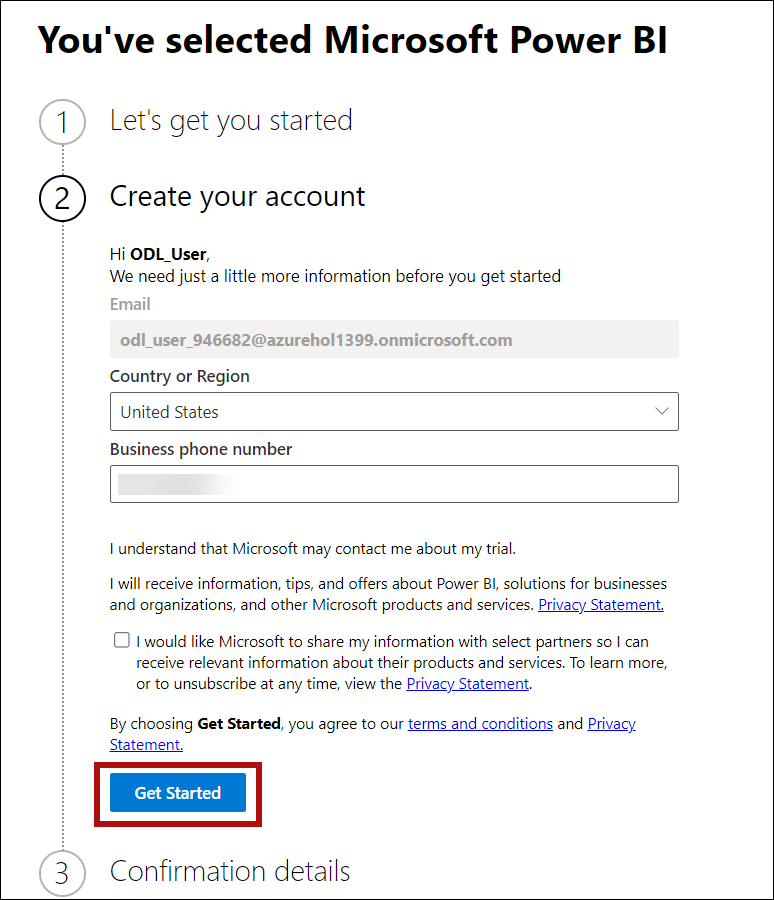 You've selected Microsoft Power BI
1
Let's get you started
2
Create your account
Hi ODL_User,
We need just a little more information before you get started
Email
odl_user_946682@azurehol1399.onmicrosoft.com
Country or Region
United States
Business phone number
I understand that Microsoft may contact me about my trial.
I will receive information, tips, and offers about Power BI, solutions for businesses
and organizations, and other Microsoft products and services. Privacy Statement.
I would like Microsoft to share my information with select partners so I can
receive relevant information about their products and services. To learn more,
or to unsubscribe at any time, view the Privacy Statement.
By choosing Get Started, you agree to our terms and conditions and Privacy
Statement.
Get Started
3
Confirmation details